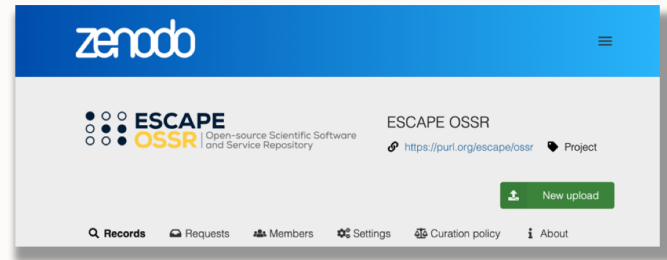 zenodo
ESCAPE
OSSR
Open-source Scientific Software
and Service Repository
ESCAPE OSSR
https://purl.org/escape/ossr Project
New upload
Records Requests Members Settings Curation policy About